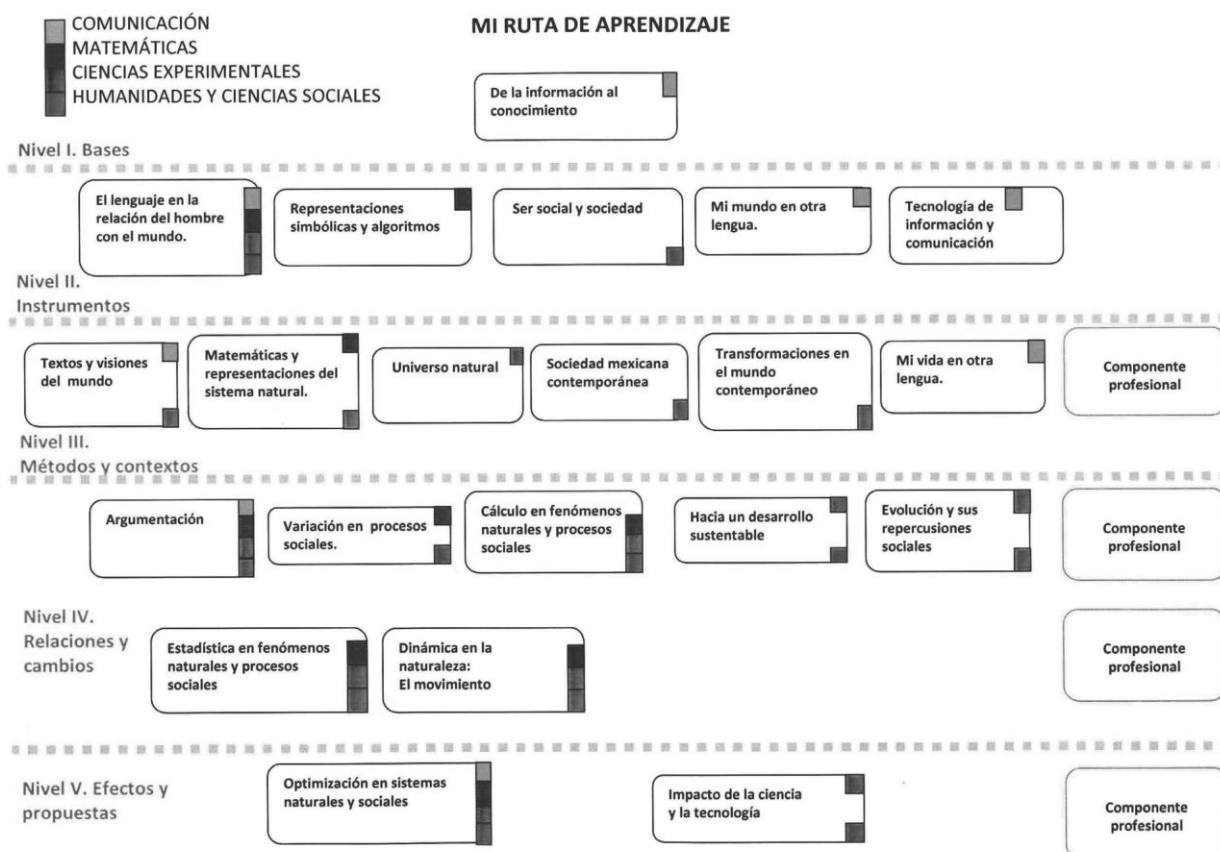 COMUNICACIÓN
MATEMÁTICAS
CIENCIAS EXPERIMENTALES
HUMANIDADES Y CIENCIAS SOCIALES
MI RUTA DE APRENDIZAJE
De la información al
conocimiento
Nivel I. Bases
El lenguaje en la
relación del hombre
con el mundo.
Representaciones
simbólicas y algoritmos
Ser social y sociedad
Mi mundo en otra
lengua.
Tecnología de
información y
comunicación
Nivel II.
Instrumentos
Textos y visiones
del mundo
Matemáticas y
representaciones del
sistema natural.
Universo natural
Sociedad mexicana
contemporánea
Transformaciones en
el mundo
contemporáneo
Mi vida en otra
lengua.
Componente
profesional
Nivel III.
Métodos y contextos
Argumentación
Variación en procesos
sociales.
Cálculo en fenómenos
naturales y procesos
sociales
Hacia un desarrollo
sustentable
Evolución y sus
repercusiones
sociales
Componente
profesional
Nivel IV.
Relaciones y
cambios
Estadística en fenómenos
naturales y procesos
sociales
Dinámica en la
naturaleza:
El movimiento
Componente
profesional
Nivel V. Efectos y
propuestas
Optimización en sistemas
naturales y sociales
Impacto de la ciencia
y la tecnología
Componente
profesional